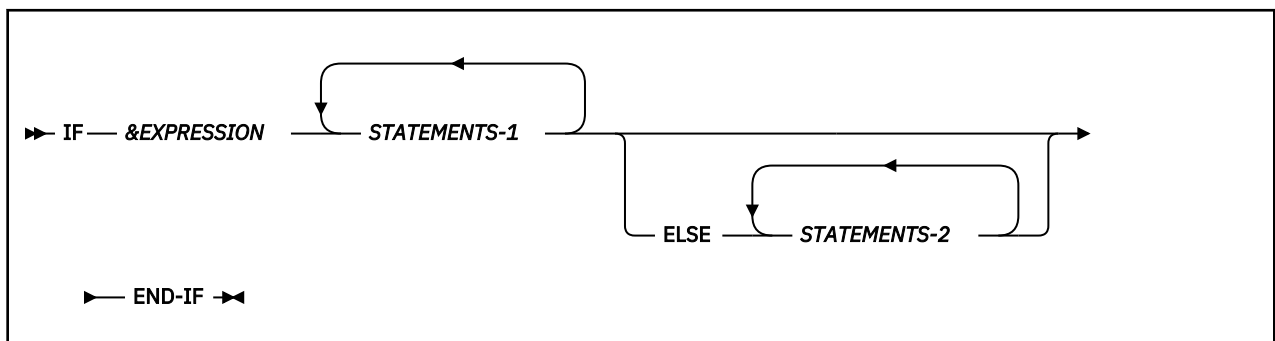 IF &EXPRESSION STATEMENTS-1
ELSE STATEMENTS-2
END-IF